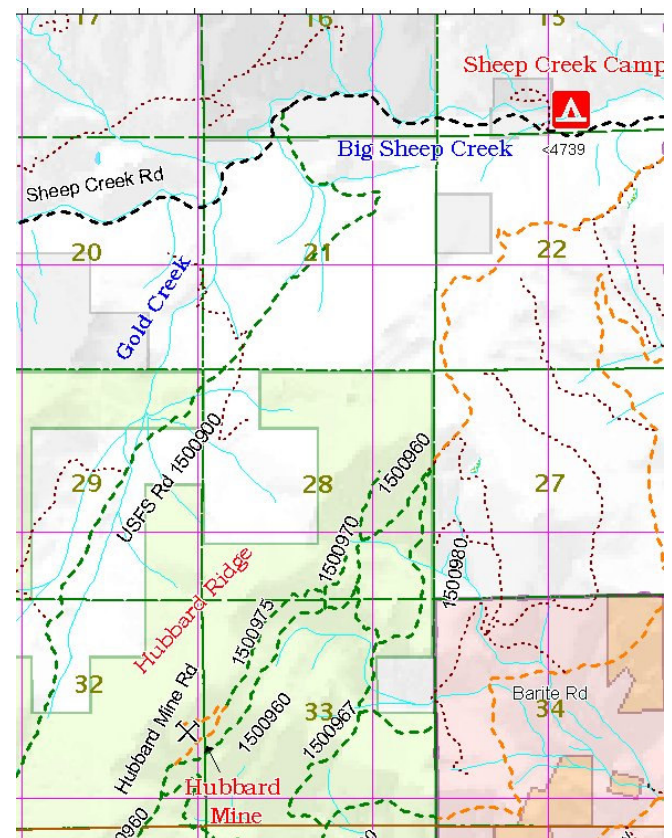 17
16
15
Sheep Creek Camp
Big Sheep Creek
<4739
Sheep Creek Rd
20
21
22
Gold Creek
USFS Rd 1500900
1500960
29
28
27
1500970
1500980
Hubbard Ridge
1500975
32
33
34
Barite Rd
Hubbard Mine Rd
1500960
1500967
Hubbard
Mine